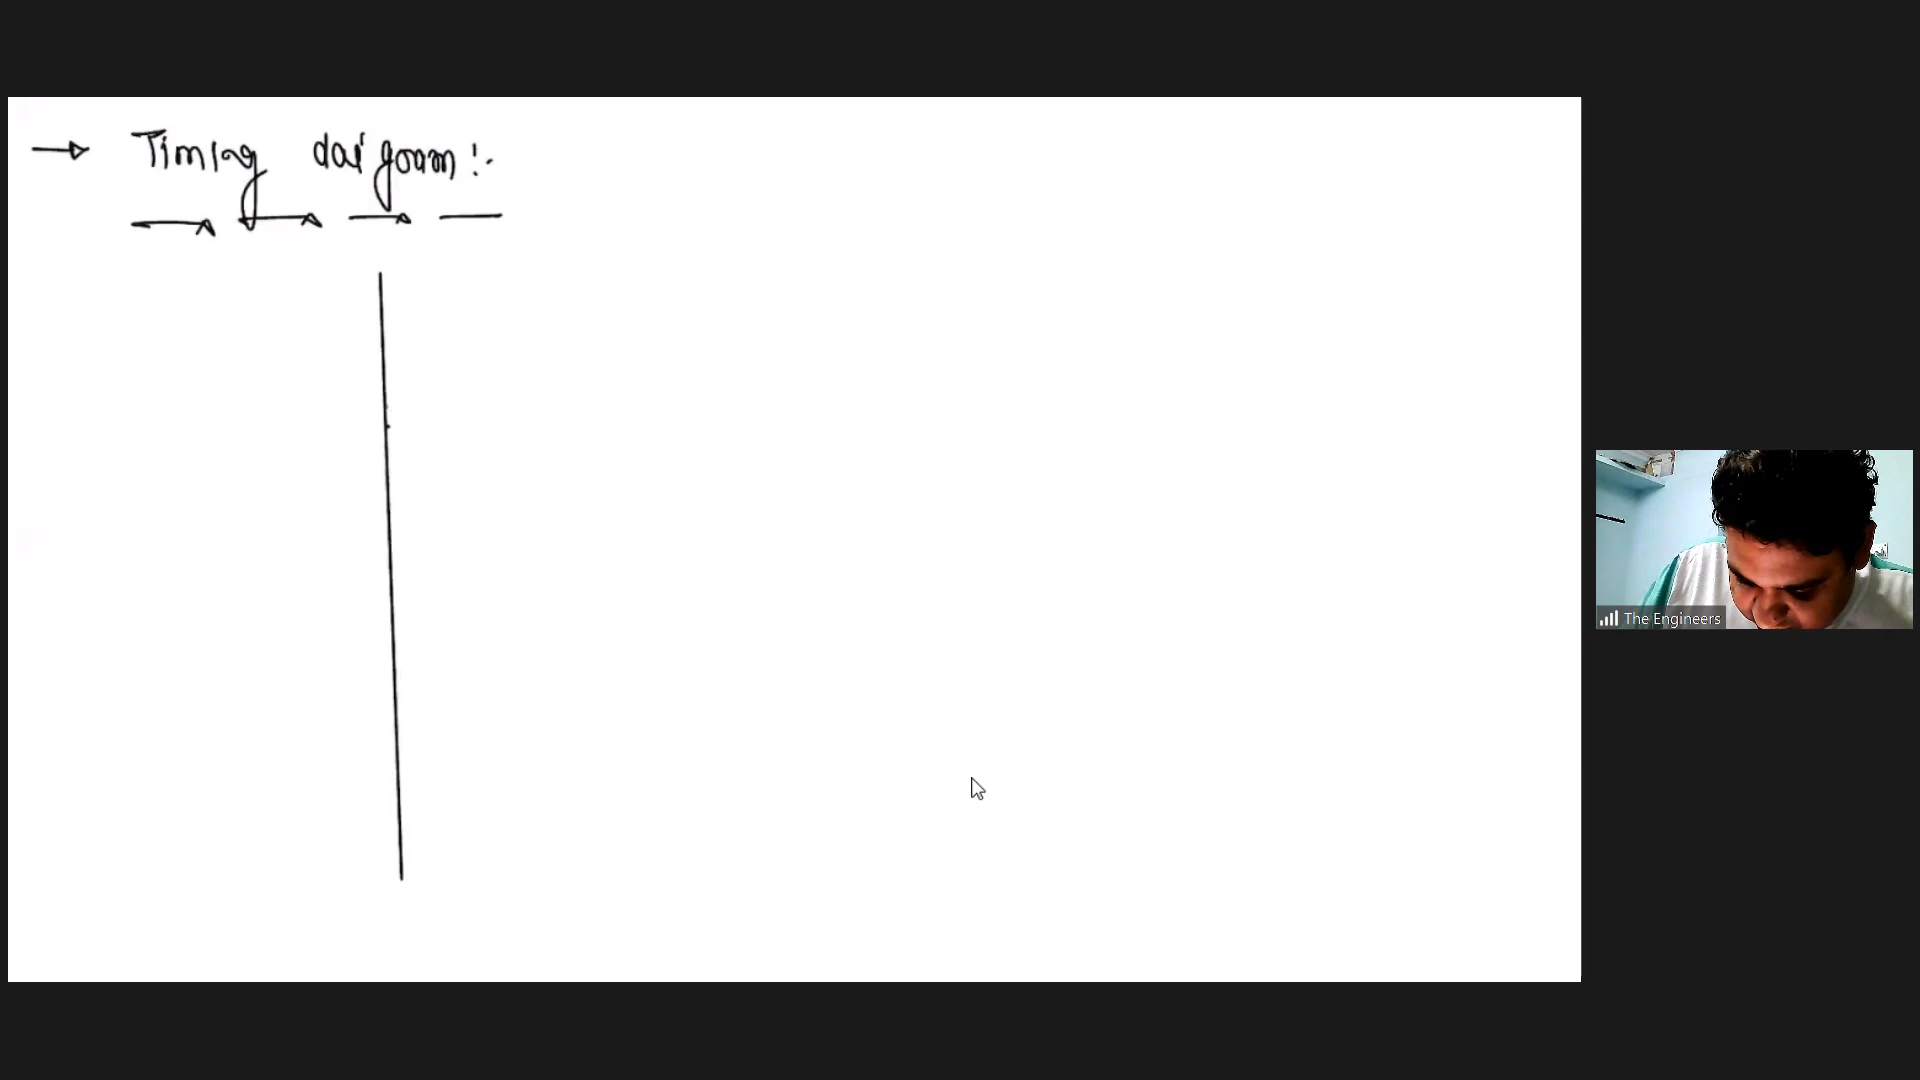 → Timing daigram :-
The Engineers